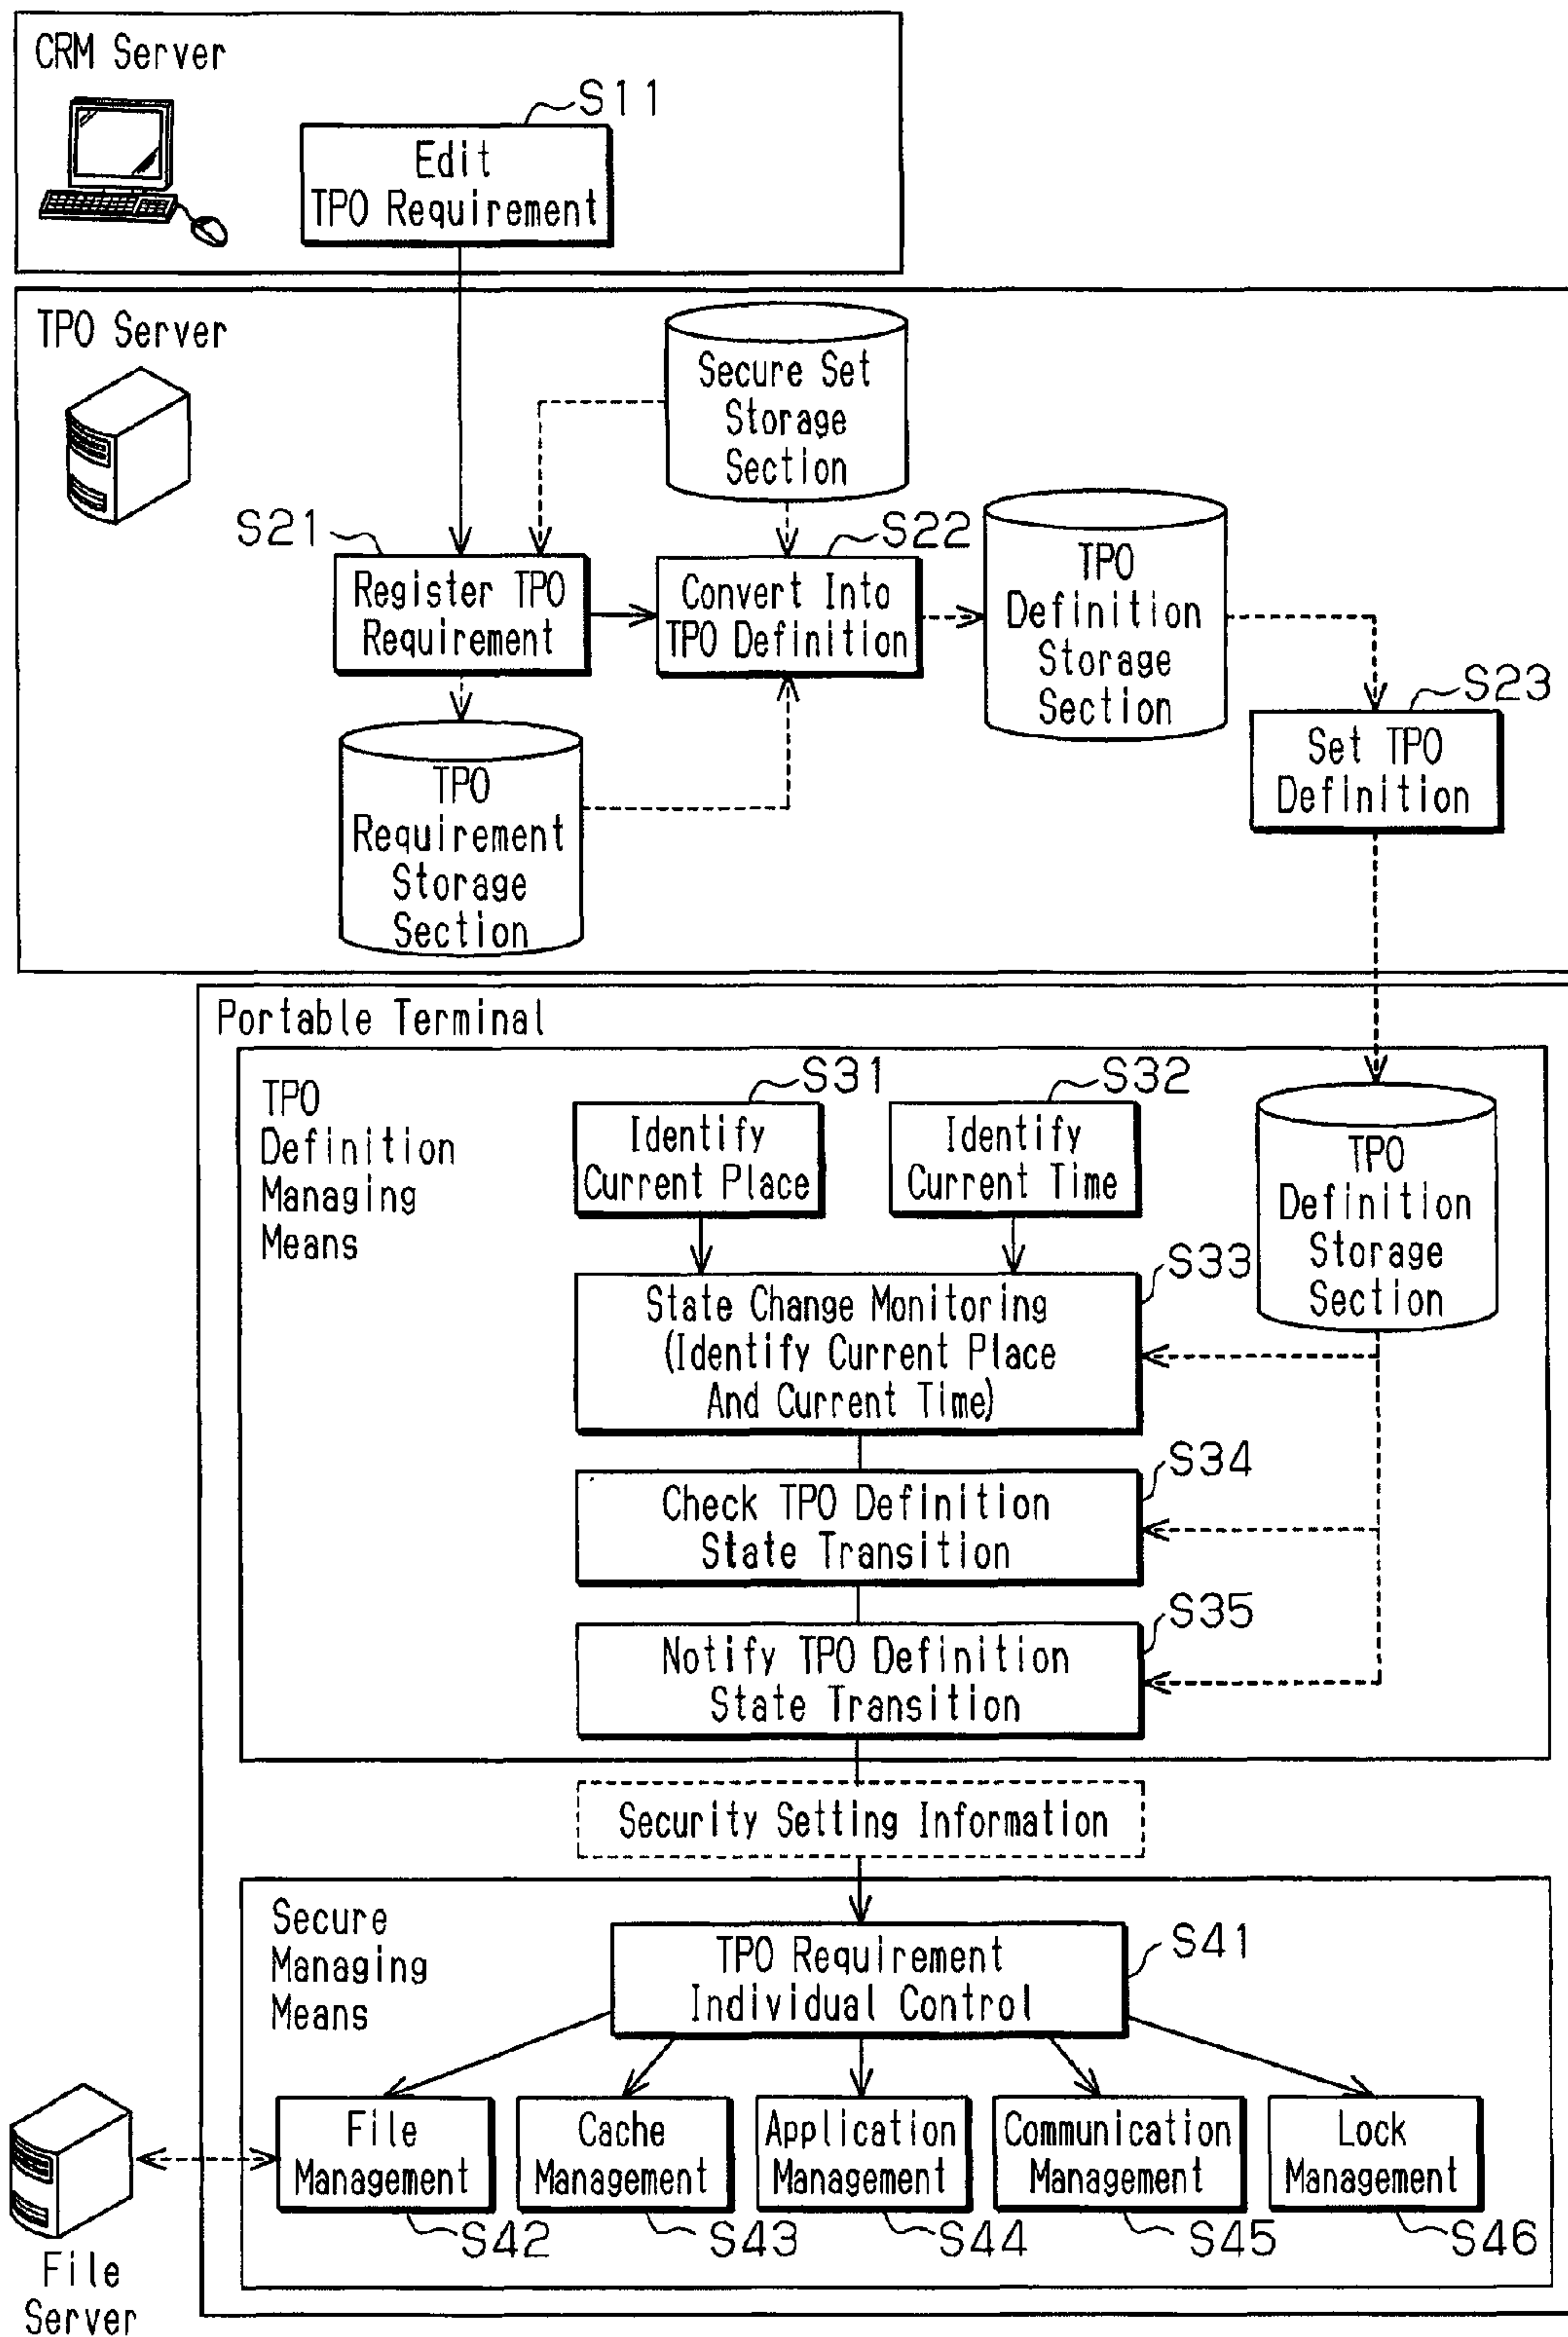 CRM Server
S11
Edit
TPO Requirement
TPO Server
Secure Set
Storage
Section
S21
Register TPO
Requirement
S22
Convert Into
TPO Definition
TPO
Definition
Storage
Section
S23
Set TPO
Definition
TPO
Requirement
Storage
Section
Portable Terminal
TPO
Definition
Managing
Means
S31
Identify
Current Place
S32
Identify
Current Time
TPO
Definition
Storage
Section
S33
State Change Monitoring
(Identify Current Place
And Current Time)
S34
Check TPO Definition
State Transition
S35
Notify TPO Definition
State Transition
Security Setting Information
Secure
Managing
Means
S41
TPO Requirement
Individual Control
File
Management
S42
Cache
Management
S43
Application
Management
S44
Communication
Management
S45
Lock
Management
S46
File
Server